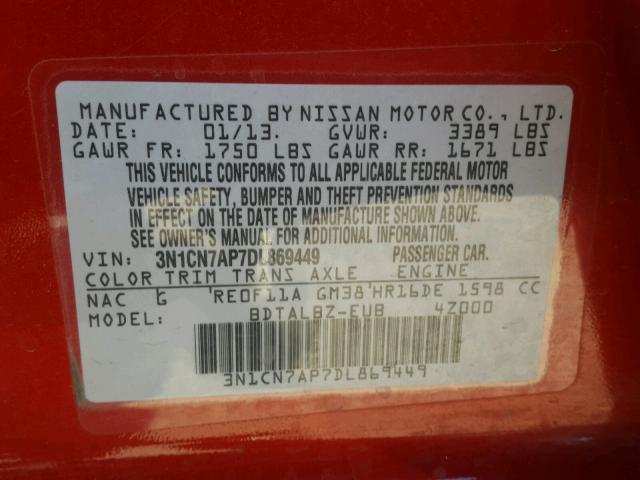 MANUFACTURED BY NISSAN MOTOR CO., LTD.
DATE: 01/13. GVWR: 3389 LBS
GAWR FR: 1750 LBS GAWR RR: 1671 LBS
THIS VEHICLE CONFORMS TO ALL APPLICABLE FEDERAL MOTOR
VEHICLE SAFETY, BUMPER AND THEFT PREVENTION STANDARDS
IN EFFECT ON THE DATE OF MANUFACTURE SHOWN ABOVE.
SEE OWNER'S MANUAL FOR ADDITIONAL INFORMATION.
VIN: 3N1CN7AP7DL869449 PASSENGER CAR.
COLOR TRIM TRANS AXLE ENGINE
NAC G 'RE0F11A GM38'HR16DE 1598 CC
MODEL: BDTALBZ-EUB 4Z000
3N1CN7AP7DL869449